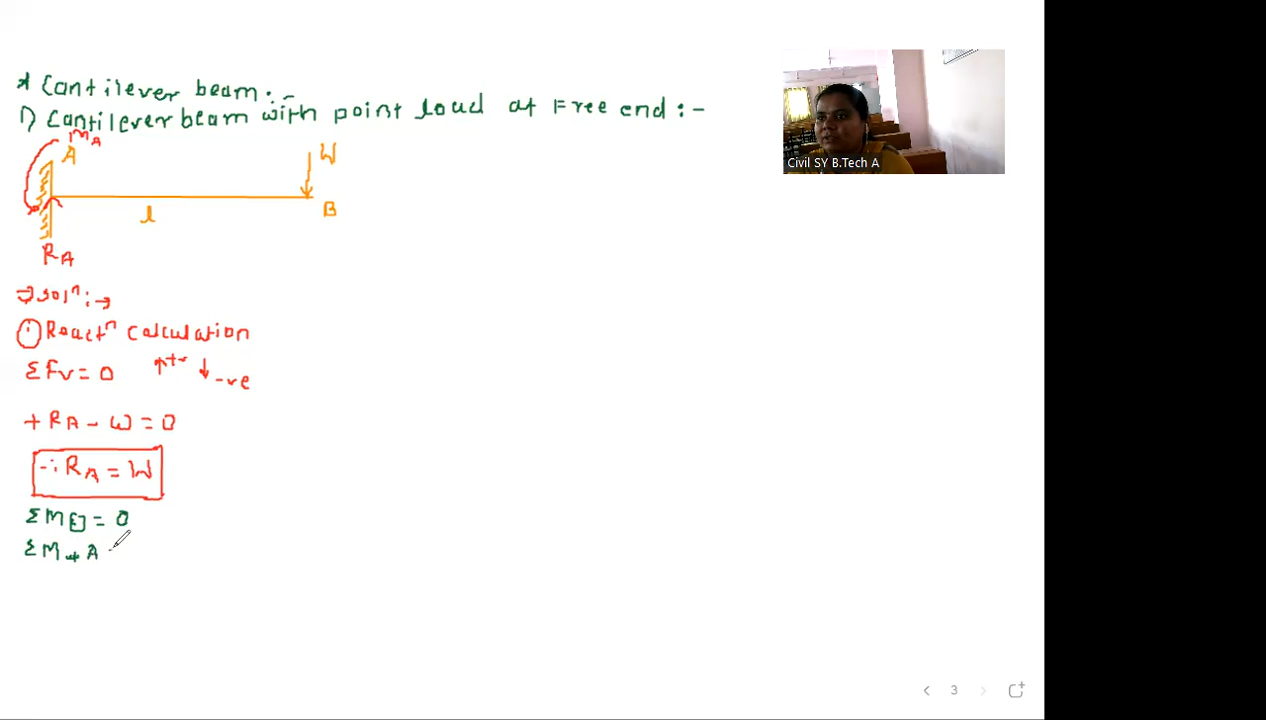 * Cantilever beam :-
1) Cantilever beam with point load at Free end :-
MA
A
W
l
B
RA
⇒ solⁿ : →
i Reactⁿ Calculation
ΣFv = 0 ↑+ve ↓-ve
+ RA - W = 0
∴ RA = W
ΣM@ = 0
ΣM @ A
Civil SY B.Tech A
3